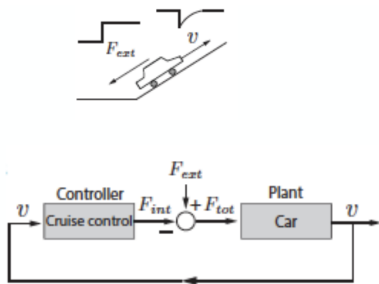 F_ext
v
F_ext
Controller
Plant
v
Cruise control
F_int
+
F_tot
Car
v
−